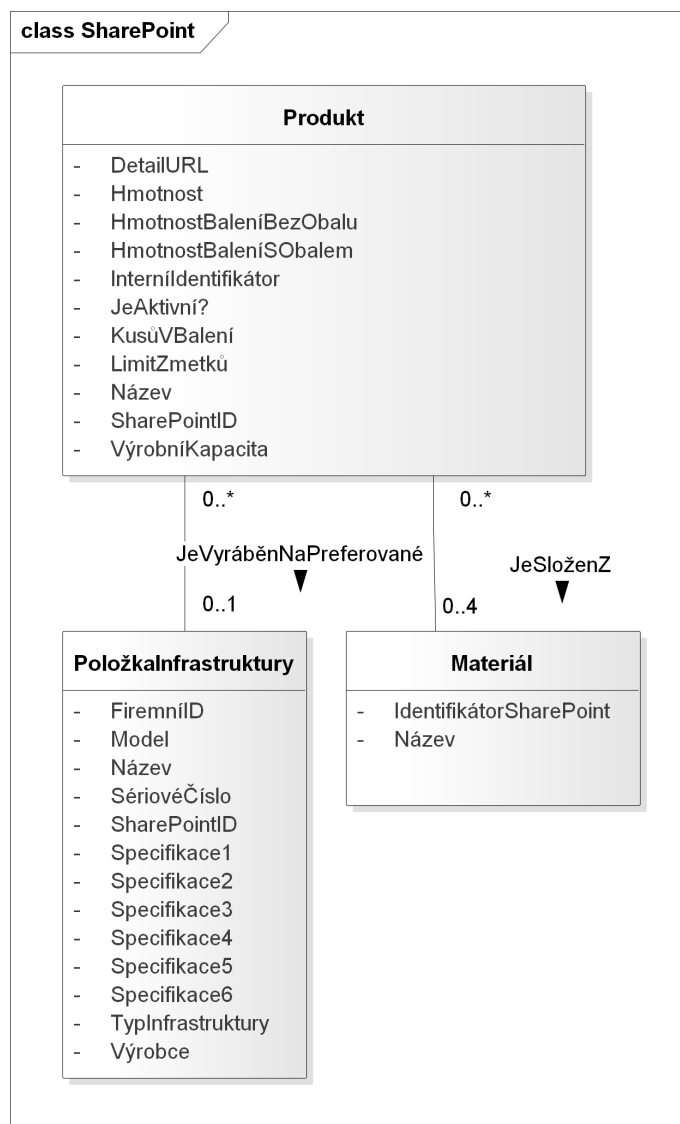 class SharePoint
Produkt
- DetailURL
- Hmotnost
- HmotnostBaleníBezObalu
- HmotnostBaleníSObalem
- InterníIdentifikátor
- JeAktivní?
- KusůVBalení
- LimitZmetků
- Název
- SharePointID
- VýrobníKapacita
0..* 0..*
JeVyráběnNaPreferované
JeSloženZ
0..1 0..4
PoložkaInfrastruktury
- FiremníID
- Model
- Název
- SériovéČíslo
- SharePointID
- Specifikace1
- Specifikace2
- Specifikace3
- Specifikace4
- Specifikace5
- Specifikace6
- TypInfrastruktury
- Výrobce
Materiál
- IdentifikátorSharePoint
- Název